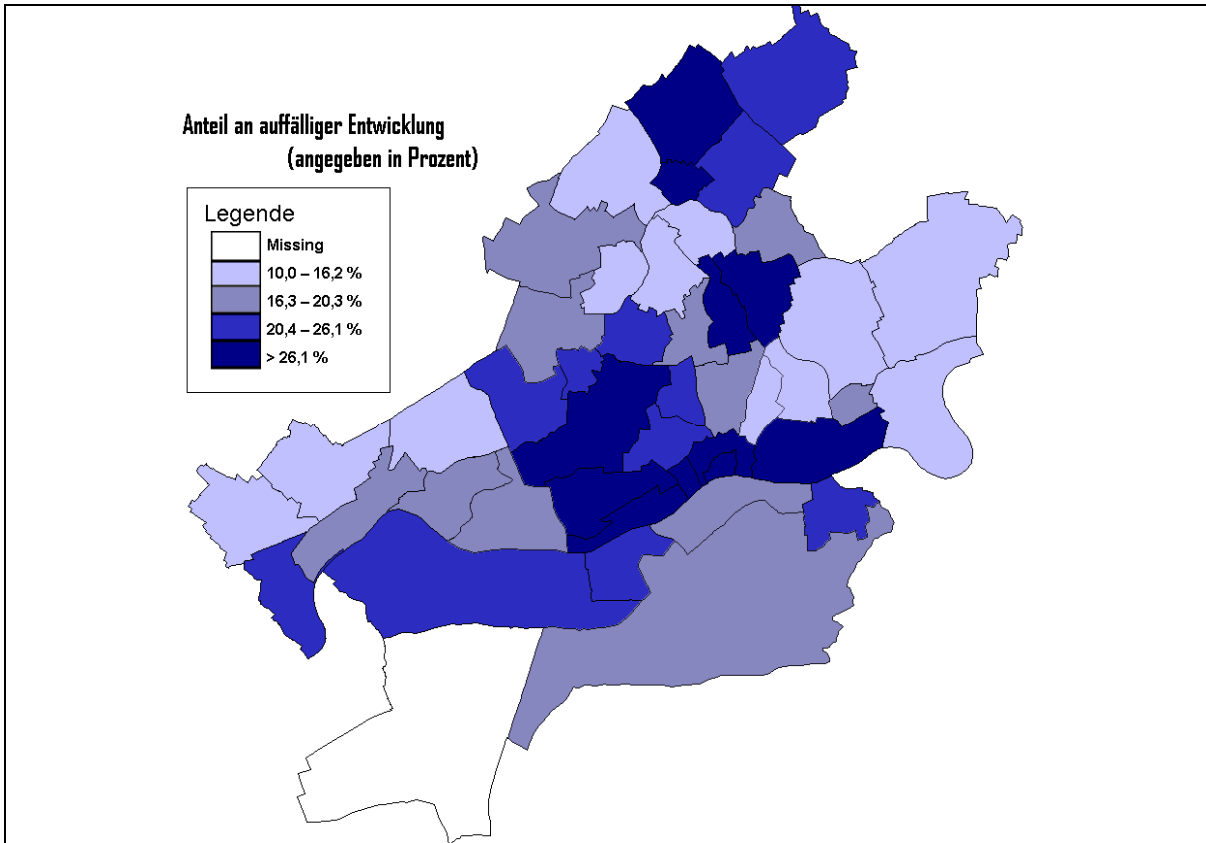 Anteil an auffälliger Entwicklung
(angegeben in Prozent)
Legende
Missing
10,0 – 16,2 %
16,3 – 20,3 %
20,4 – 26,1 %
> 26,1 %